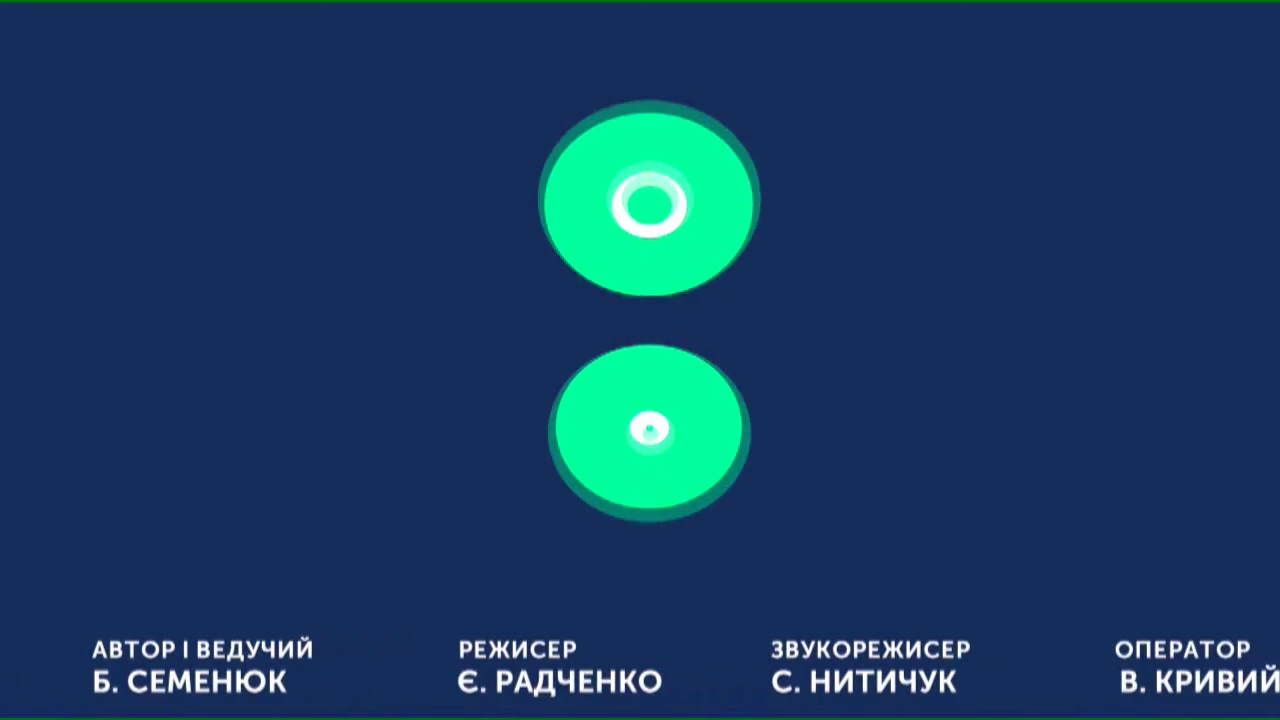 АВТОР І ВЕДУЧИЙ
Б. СЕМЕНЮК
РЕЖИСЕР
Є. РАДЧЕНКО
ЗВУКОРЕЖИСЕР
С. НИТИЧУК
ОПЕРАТОР
В. КРИВИЙ